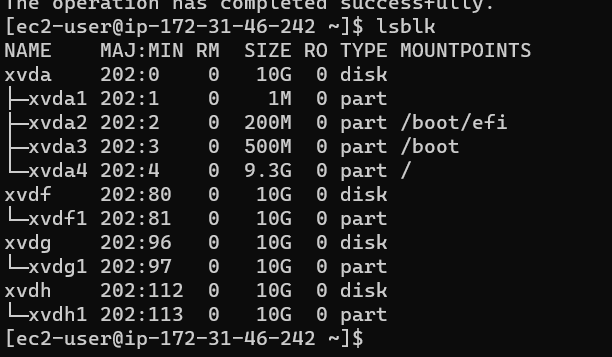 The operation has completed successfully.
[ec2-user@ip-172-31-46-242 ~]$ lsblk
NAME    MAJ:MIN RM  SIZE RO TYPE MOUNTPOINTS
xvda    202:0    0   10G  0 disk
├─xvda1 202:1    0    1M  0 part
├─xvda2 202:2    0  200M  0 part /boot/efi
├─xvda3 202:3    0  500M  0 part /boot
└─xvda4 202:4    0  9.3G  0 part /
xvdf    202:80   0   10G  0 disk
└─xvdf1 202:81   0   10G  0 part
xvdg    202:96   0   10G  0 disk
└─xvdg1 202:97   0   10G  0 part
xvdh    202:112  0   10G  0 disk
└─xvdh1 202:113  0   10G  0 part
[ec2-user@ip-172-31-46-242 ~]$